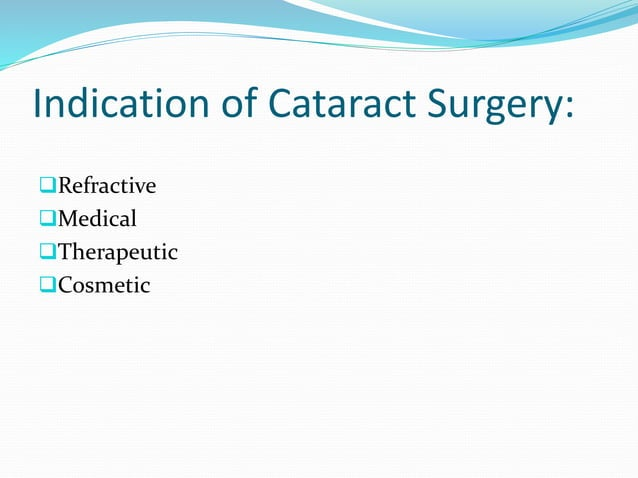 Indication of Cataract Surgery:
❑Refractive
❑Medical
❑Therapeutic
❑Cosmetic